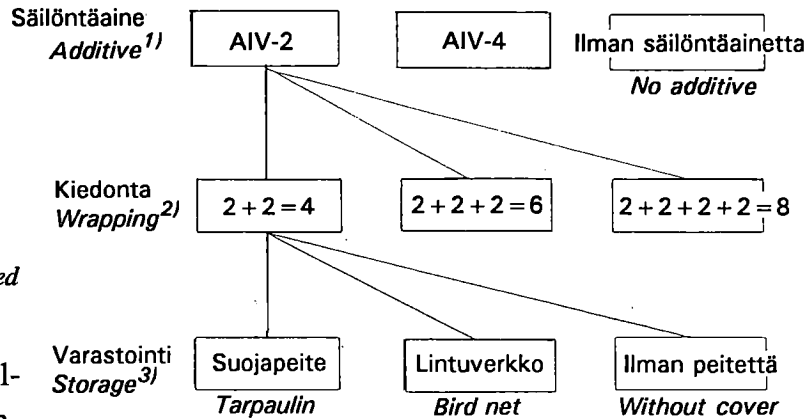 Säilöntäaine
Additive1)
AIV-2
AIV-4
Ilman säilöntäainetta
No additive
Kiedonta
Wrapping2)
2+2=4
2+2+2=6
2+2+2+2=8
ed
Varastointi
Storage3)
Suojapeite
Lintuverkko
Ilman peitettä
Tarpaulin
Bird net
Without cover
l-